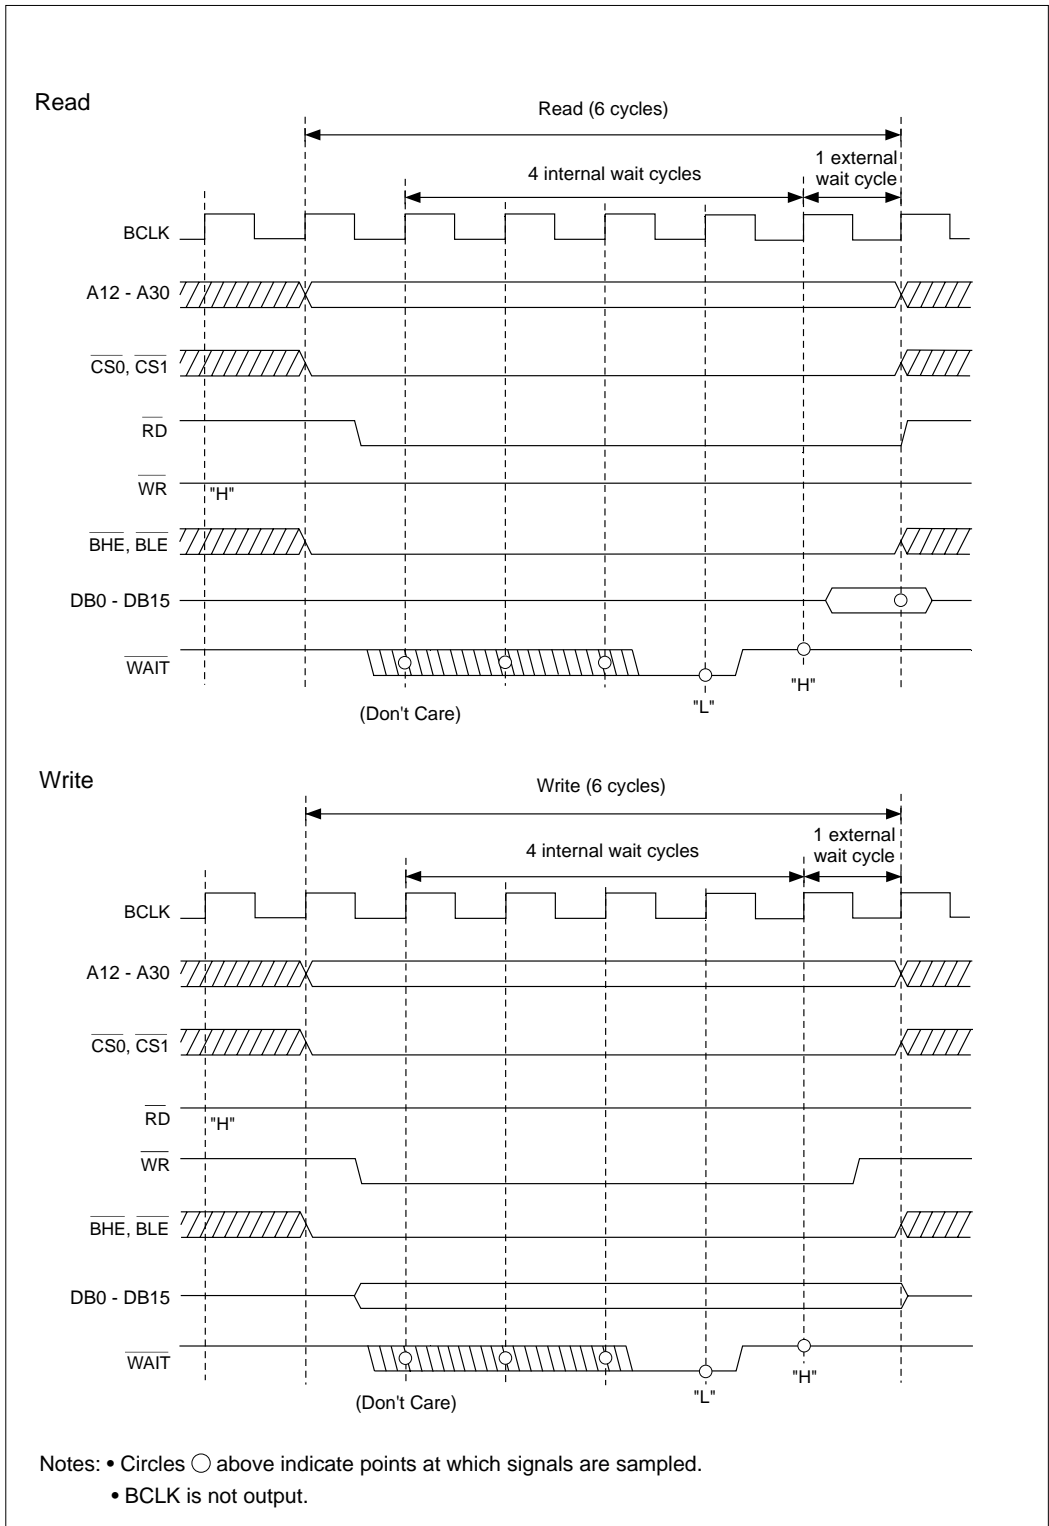 Read
Read (6 cycles)
4 internal wait cycles
1 external
wait cycle
BCLK
A12 - A30
CS0, CS1
RD
WR
"H"
BHE, BLE
DB0 - DB15
WAIT
"H"
"L"
(Don't Care)
Write
Write (6 cycles)
4 internal wait cycles
1 external
wait cycle
BCLK
A12 - A30
CS0, CS1
RD
"H"
WR
BHE, BLE
DB0 - DB15
WAIT
"H"
"L"
(Don't Care)
Notes: • Circles ○ above indicate points at which signals are sampled.
• BCLK is not output.